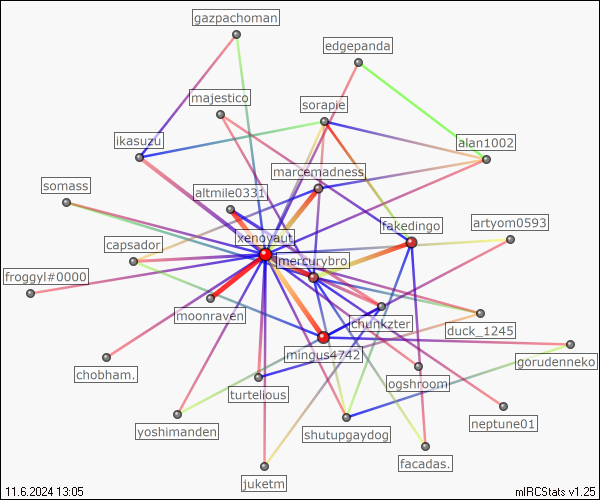 gazpachoman
edgepanda
majestico
sorapie
ikasuzu
alan1002
marcemadness
somass
altmile0331
fakedingo
artyom0593
xenoyaut
capsador
mercurybro
froggyl#0000
moonraven
chunkzter
duck_1245
mingus4742
gorudenneko
chobham.
turtelious
ogshroom
yoshimanden
shutupgaydog
neptune01
facadas.
juketm
11.6.2024 13:05
mIRCStats v1.25